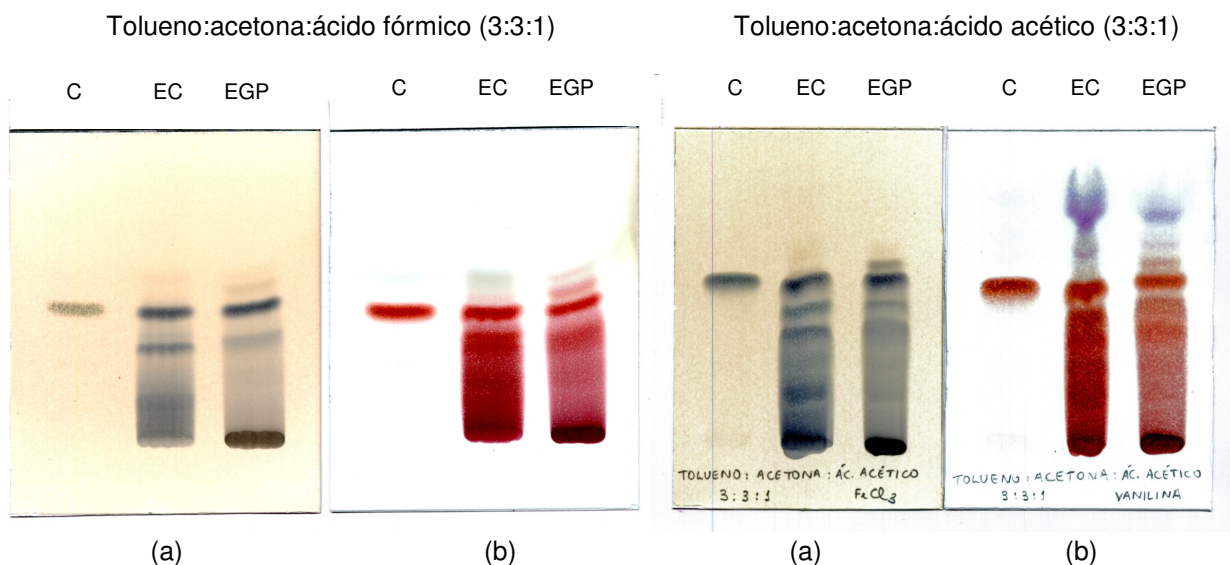 Tolueno:acetona:ácido fórmico (3:3:1)
Tolueno:acetona:ácido acético (3:3:1)
C EC EGP
C EC EGP
C EC EGP
C EC EGP
TOLUENO: ACETONA: ÁC. ACÉTICO
3:3:1 FeCl3
TOLUENO: ACETONA: ÁC. ACÉTICO
3:3:1 VANILINA
(a) (b)
(a) (b)